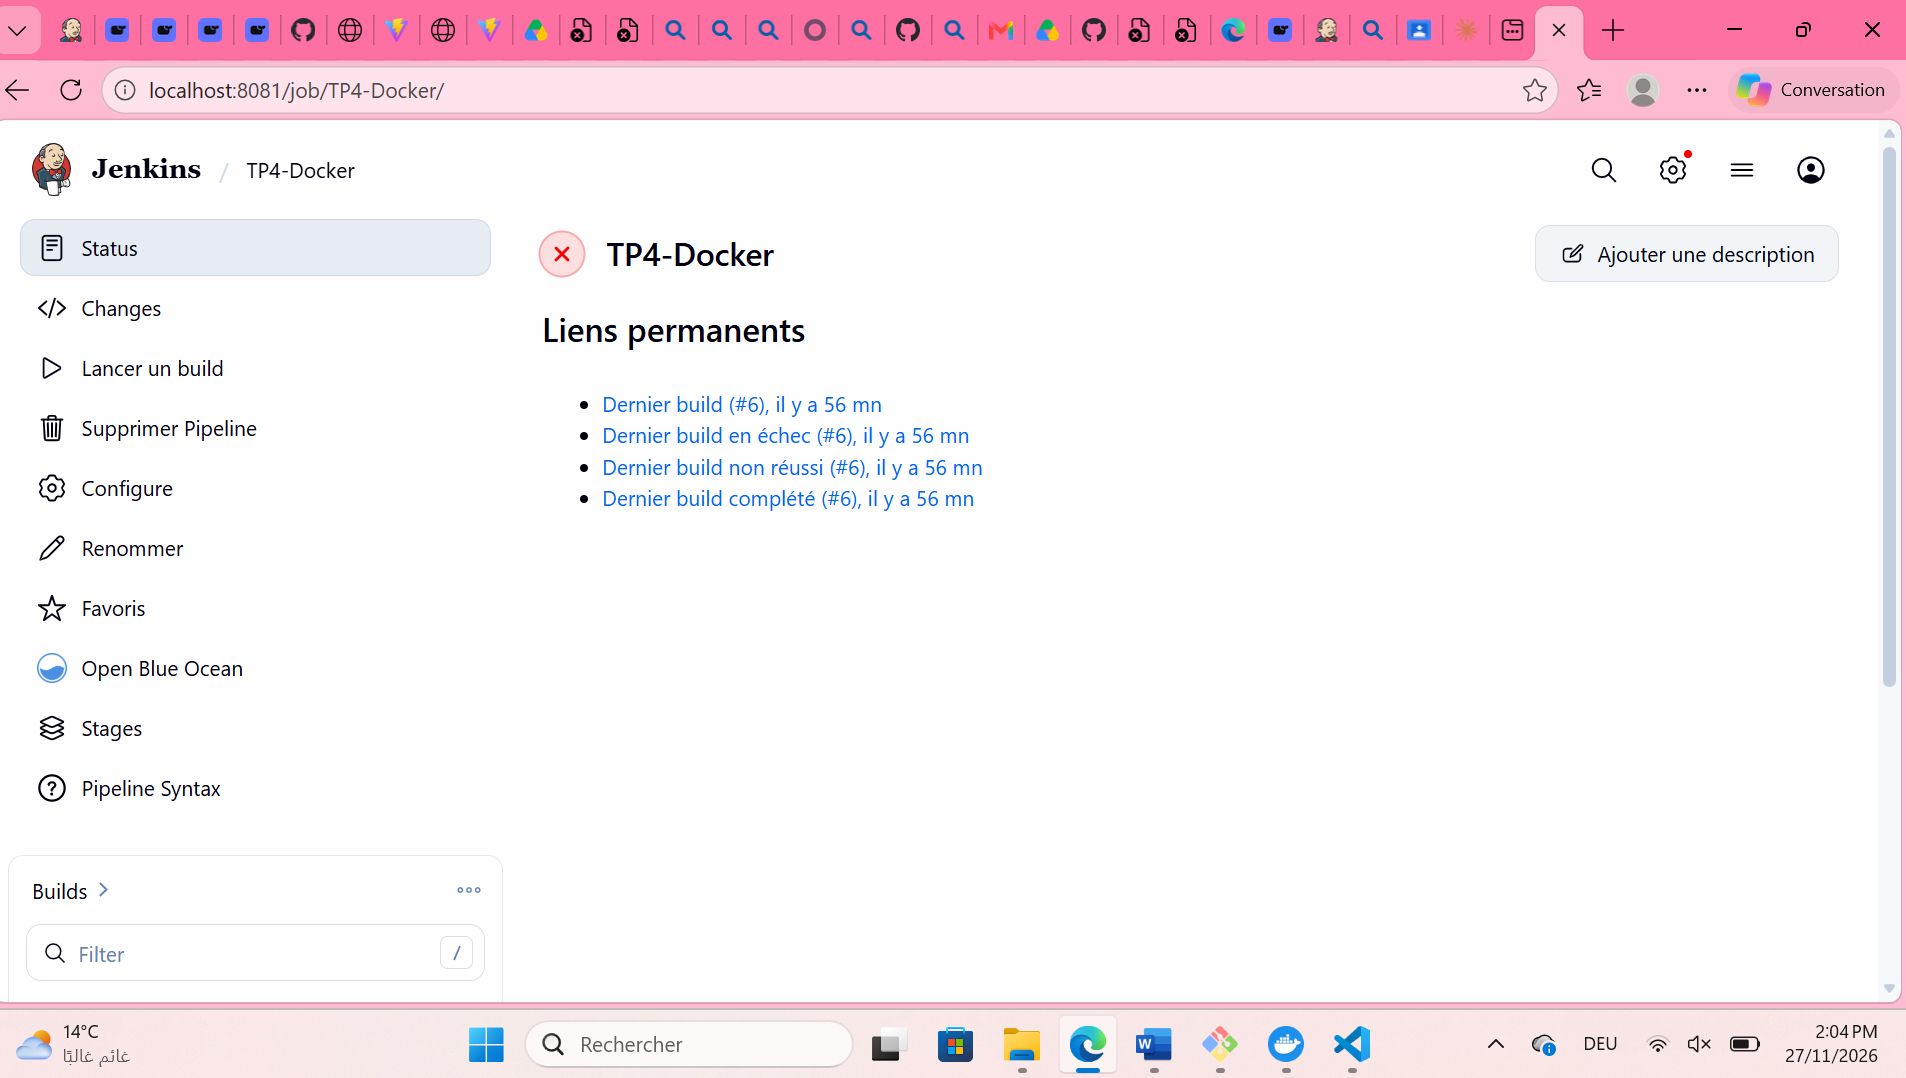 localhost:8081/job/TP4-Docker/
Conversation
Jenkins / TP4-Docker
Status
Changes
Lancer un build
Supprimer Pipeline
Configure
Renommer
Favoris
Open Blue Ocean
Stages
Pipeline Syntax
Builds
Filter
/
TP4-Docker
Ajouter une description
Liens permanents
Dernier build (#6), il y a 56 mn
Dernier build en échec (#6), il y a 56 mn
Dernier build non réussi (#6), il y a 56 mn
Dernier build complété (#6), il y a 56 mn
14°C
غائم غالبًا
Rechercher
DEU
2:04 PM
27/11/2026